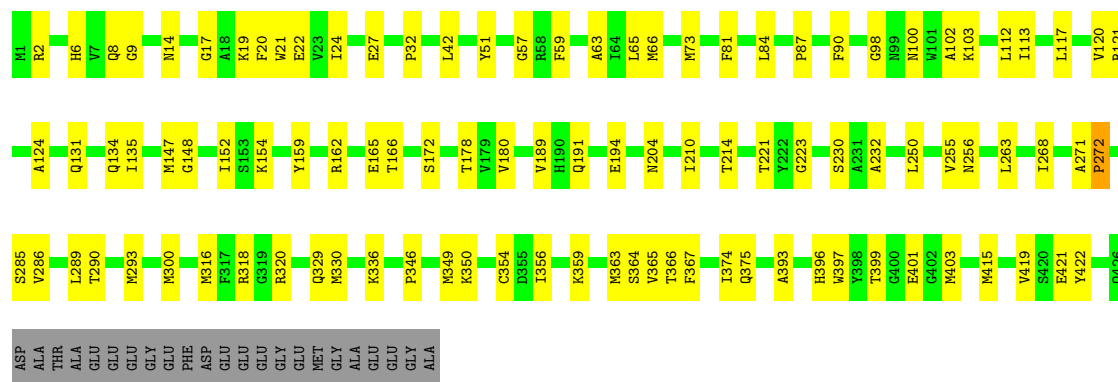 M1 R2 H6 V7 Q8 G9 N14 G17 A18 K19 F20 W21 E22 V23 I24 E27 P32 L42 Y51 G57 R58 F59 A63 I64 L65 M66 M73 F81 L84 P87 F90 G98 N99 N100 W101 A102 K103 L112 I113 L117 V120
A124 Q131 Q134 I135 M147 G148 I152 S153 K154 Y159 R162 E165 T166 S172 T178 V179 V180 V189 H190 Q191 E194 N204 I210 T214 T221 Y222 G223 S230 A231 A232 L250 V255 N256 L263 I268 A271 P272
S285 V286 L289 T290 M293 M300 M316 F317 R318 G319 R320 Q329 M330 K336 P346 M349 K350 C354 D355 I356 K359 M363 S364 V365 T366 F367 I374 Q375 A393 H396 W397 Y398 T399 G400 E401 G402 M403 M415 V419 S420 E421 Y422
ASP ALA THR ALA GLU GLU GLU GLY GLU PHE ASP GLU GLU GLU GLY GLU MET GLY ALA GLU GLU GLY ALA